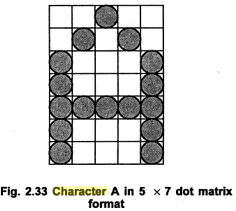 Fig. 2.33 Character A in 5 × 7 dot matrix
format